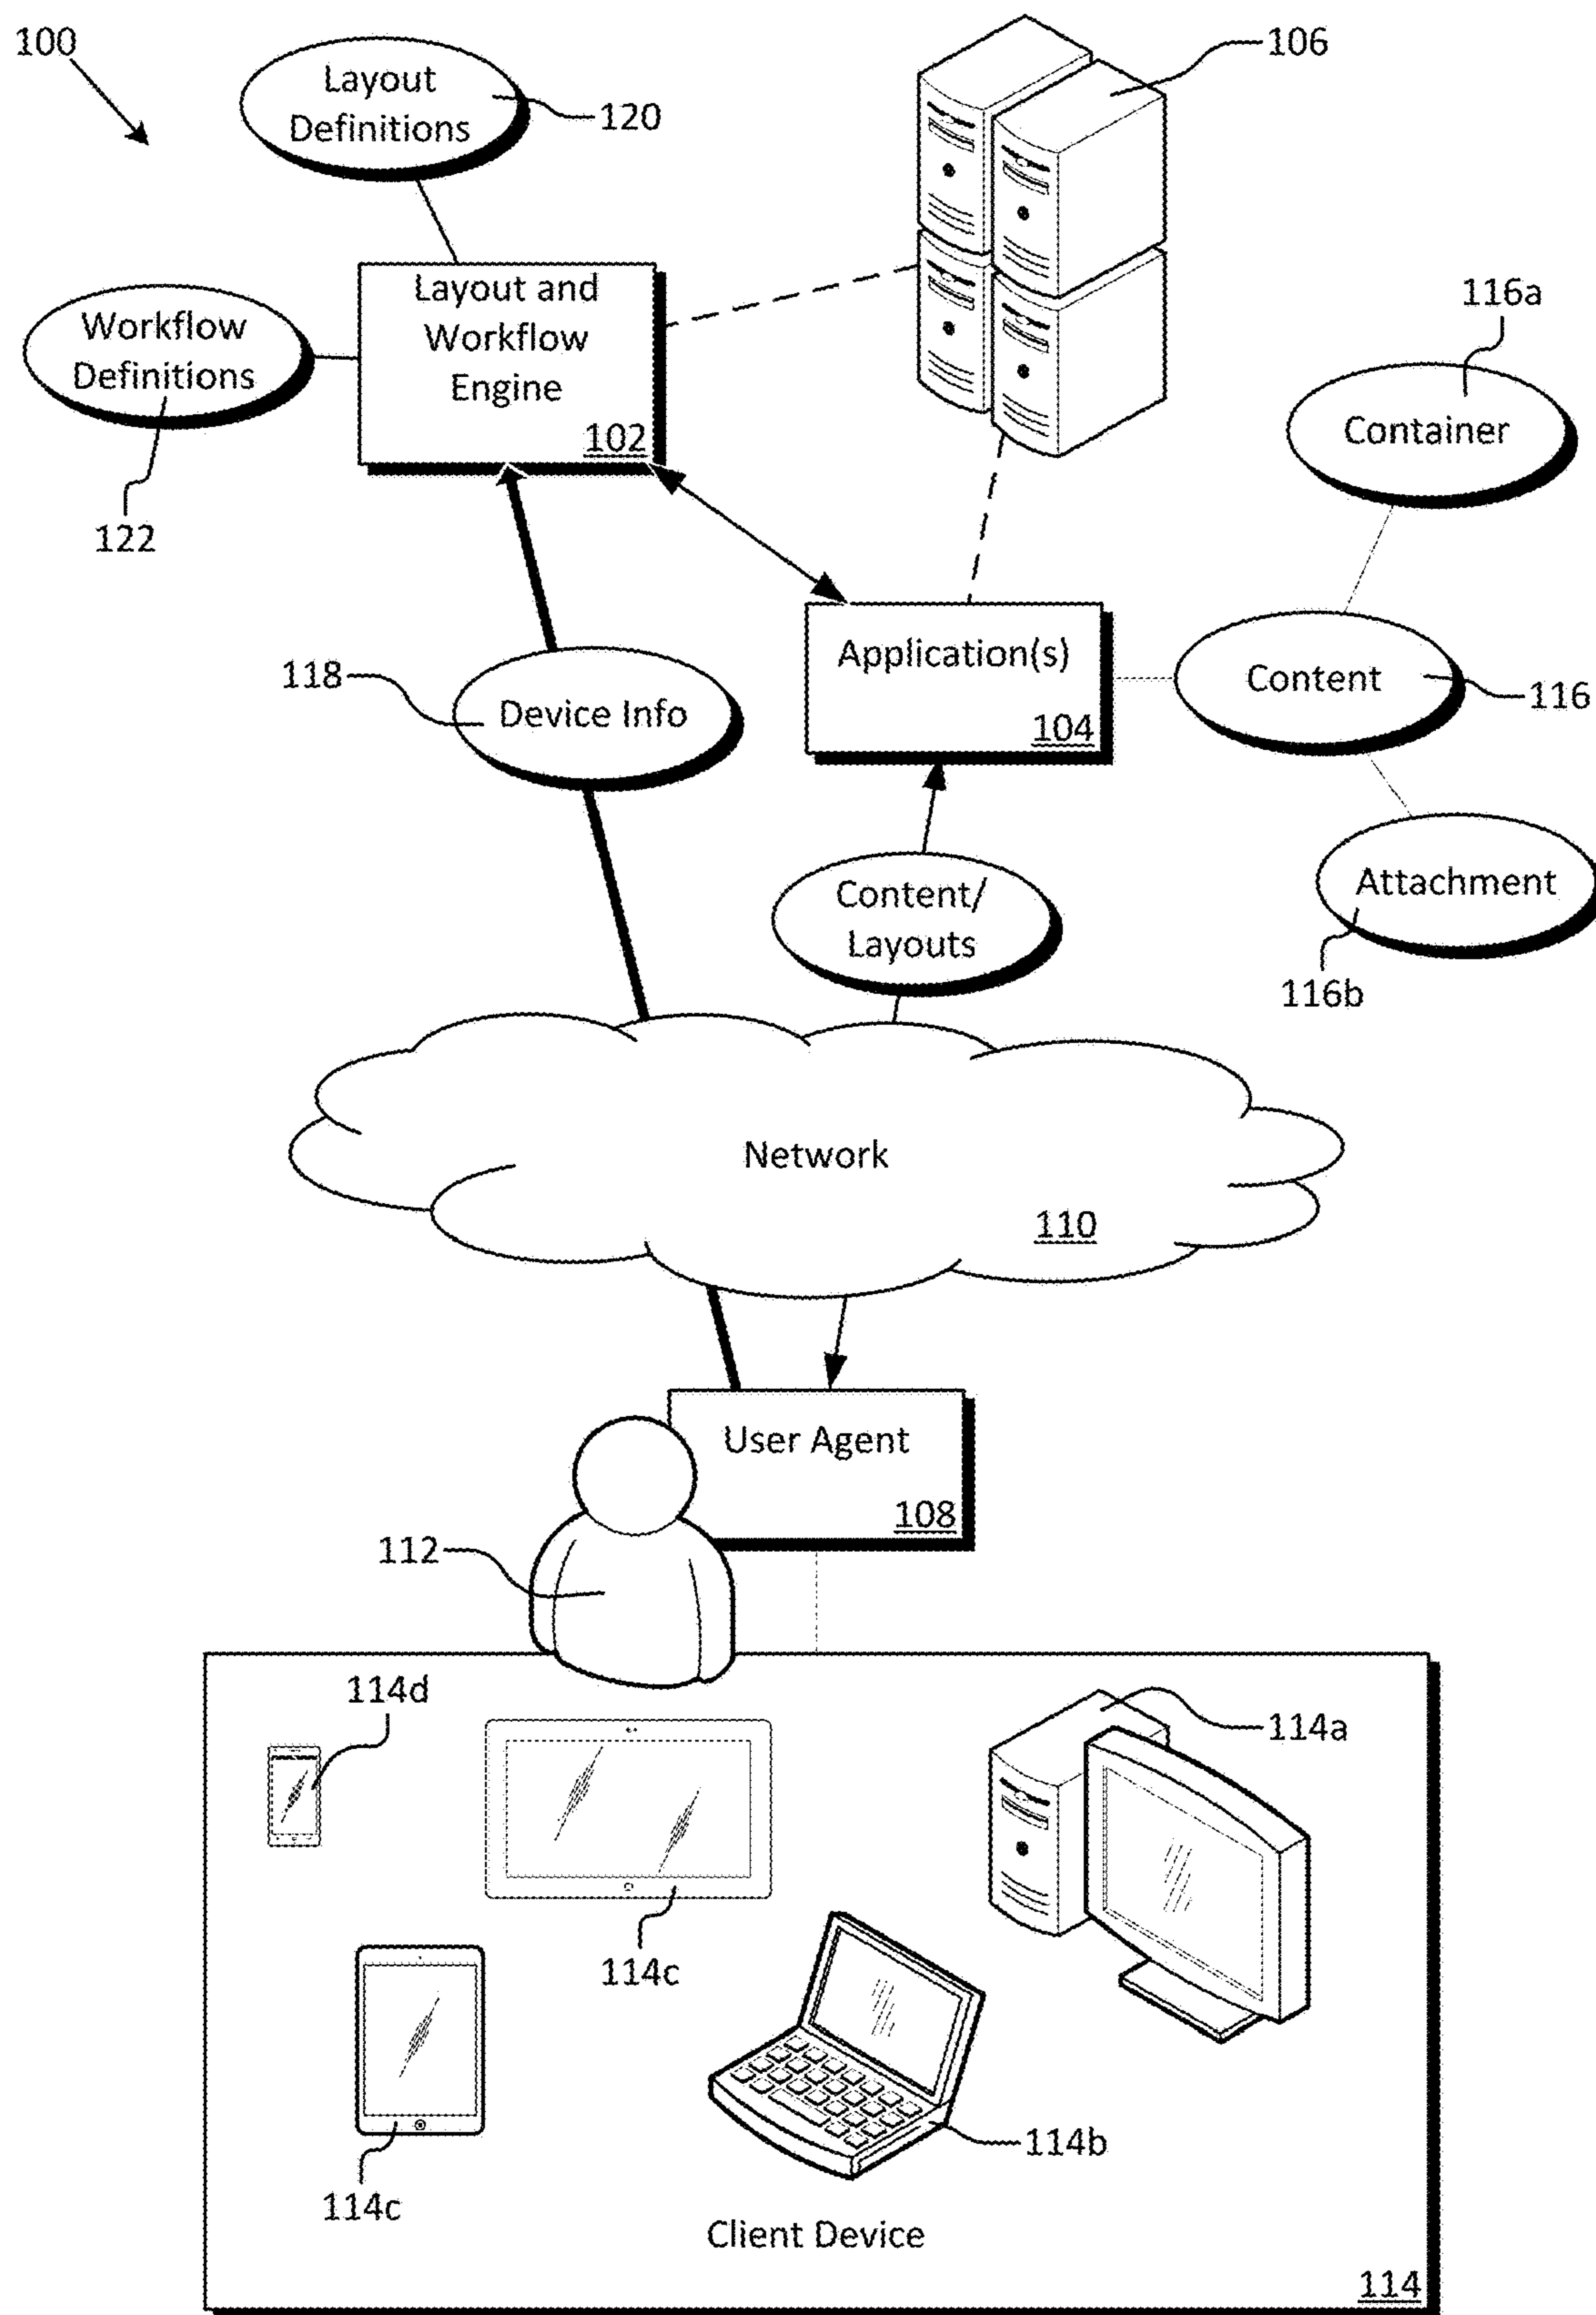 100
Layout
Definitions
120
106
Layout and
Workflow
Engine
102
Workflow
Definitions
122
116a
Container
118
Device Info
Application(s)
104
Content
116
Content/
Layouts
Attachment
116b
Network
110
User Agent
108
112
114d
114a
114c
114c
114b
Client Device
114